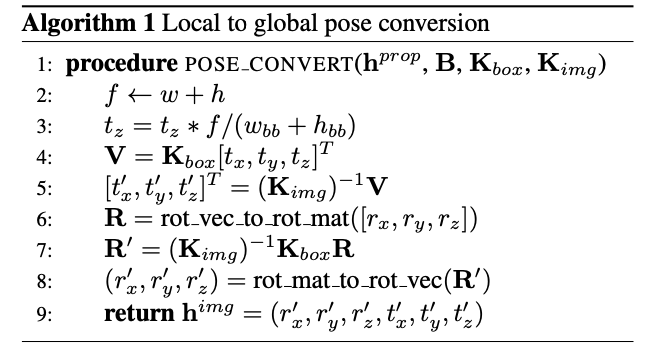 Algorithm 1 Local to global pose conversion
1: procedure POSE_CONVERT(h^{prop}, B, K_{box}, K_{img})
2: f ← w + h
3: t_z = t_z * f/(w_{bb} + h_{bb})
4: V = K_{box}[t_x, t_y, t_z]^T
5: [t'_x, t'_y, t'_z]^T = (K_{img})^{-1}V
6: R = rot_vec_to_rot_mat([r_x, r_y, r_z])
7: R' = (K_{img})^{-1}K_{box}R
8: (r'_x, r'_y, r'_z) = rot_mat_to_rot_vec(R')
9: return h^{img} = (r'_x, r'_y, r'_z, t'_x, t'_y, t'_z)